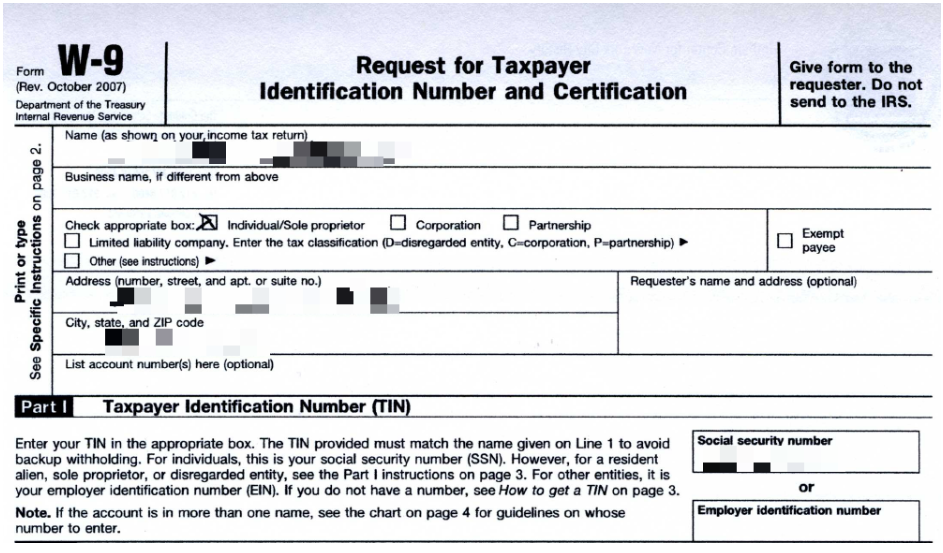 Form W-9
(Rev. October 2007)
Department of the Treasury
Internal Revenue Service
Request for Taxpayer
Identification Number and Certification
Give form to the
requester. Do not
send to the IRS.
Print or type
See Specific Instructions on page 2.
Name (as shown on your income tax return)
Business name, if different from above
Check appropriate box: Individual/Sole proprietor Corporation Partnership
Limited liability company. Enter the tax classification (D=disregarded entity, C=corporation, P=partnership) ►
Other (see instructions) ►
Exempt
payee
Address (number, street, and apt. or suite no.)
Requester's name and address (optional)
City, state, and ZIP code
List account number(s) here (optional)
Part I Taxpayer Identification Number (TIN)
Enter your TIN in the appropriate box. The TIN provided must match the name given on Line 1 to avoid
backup withholding. For individuals, this is your social security number (SSN). However, for a resident
alien, sole proprietor, or disregarded entity, see the Part I instructions on page 3. For other entities, it is
your employer identification number (EIN). If you do not have a number, see How to get a TIN on page 3.
Note. If the account is in more than one name, see the chart on page 4 for guidelines on whose
number to enter.
Social security number
or
Employer identification number